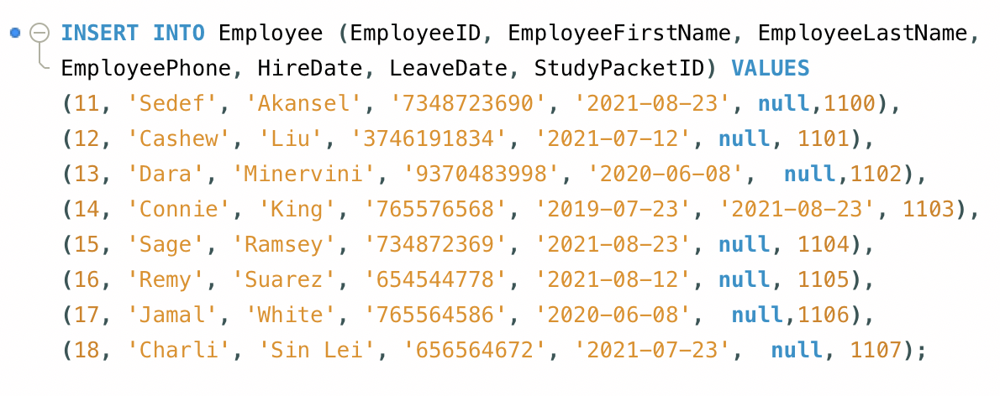 INSERT INTO Employee (EmployeeID, EmployeeFirstName, EmployeeLastName,
EmployeePhone, HireDate, LeaveDate, StudyPacketID) VALUES
(11, 'Sedef', 'Akansel', '7348723690', '2021-08-23', null,1100),
(12, 'Cashew', 'Liu', '3746191834', '2021-07-12', null, 1101),
(13, 'Dara', 'Minervini', '9370483998', '2020-06-08',  null,1102),
(14, 'Connie', 'King', '765576568', '2019-07-23', '2021-08-23', 1103),
(15, 'Sage', 'Ramsey', '734872369', '2021-08-23', null, 1104),
(16, 'Remy', 'Suarez', '654544778', '2021-08-12', null, 1105),
(17, 'Jamal', 'White', '765564586', '2020-06-08',  null,1106),
(18, 'Charli', 'Sin Lei', '656564672', '2021-07-23',  null, 1107);